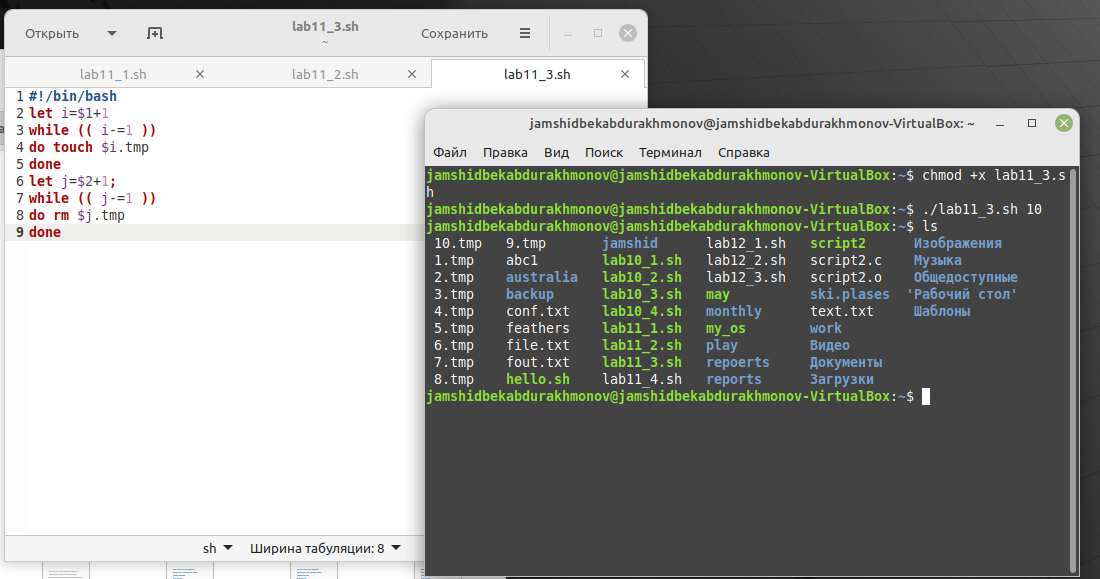 Открыть
lab11_3.sh
~
Сохранить
lab11_1.sh
lab11_2.sh
lab11_3.sh
1 #!/bin/bash
2 let i=$1+1
3 while (( i-=1 ))
4 do touch $i.tmp
5 done
6 let j=$2+1;
7 while (( j-=1 ))
8 do rm $j.tmp
9 done
sh
Ширина табуляции: 8
jamshidbekabdurakhmonov@jamshidbekabdurakhmonov-VirtualBox: ~
Файл Правка Вид Поиск Терминал Справка
jamshidbekabdurakhmonov@jamshidbekabdurakhmonov-VirtualBox:~$ chmod +x lab11_3.s
h
jamshidbekabdurakhmonov@jamshidbekabdurakhmonov-VirtualBox:~$ ./lab11_3.sh 10
jamshidbekabdurakhmonov@jamshidbekabdurakhmonov-VirtualBox:~$ ls
10.tmp 9.tmp jamshid lab12_1.sh script2 Изображения
1.tmp abc1 lab10_1.sh lab12_2.sh script2.c Музыка
2.tmp australia lab10_2.sh lab12_3.sh script2.o Общедоступные
3.tmp backup lab10_3.sh may ski.plases 'Рабочий стол'
4.tmp conf.txt lab10_4.sh monthly text.txt Шаблоны
5.tmp feathers lab11_1.sh my_os work
6.tmp file.txt lab11_2.sh play Видео
7.tmp fout.txt lab11_3.sh repoerts Документы
8.tmp hello.sh lab11_4.sh reports Загрузки
jamshidbekabdurakhmonov@jamshidbekabdurakhmonov-VirtualBox:~$